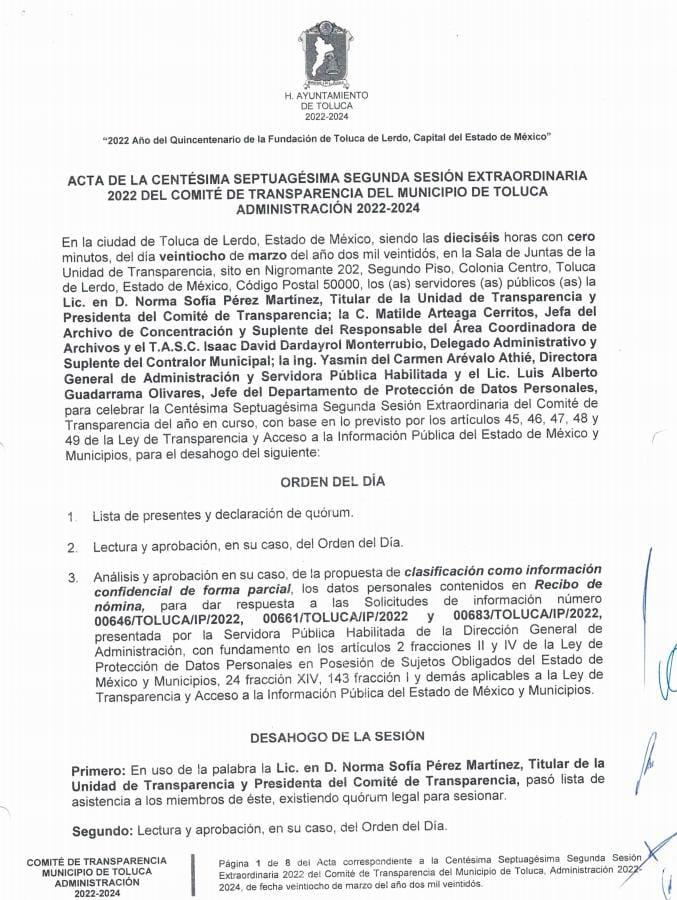 H. AYUNTAMIENTO
DE TOLUCA
2022-2024
"2022 Año del Quincentenario de la Fundación de Toluca de Lerdo, Capital del Estado de México"
ACTA DE LA CENTÉSIMA SEPTUAGÉSIMA SEGUNDA SESIÓN EXTRAORDINARIA
2022 DEL COMITÉ DE TRANSPARENCIA DEL MUNICIPIO DE TOLUCA
ADMINISTRACIÓN 2022-2024
En la ciudad de Toluca de Lerdo, Estado de México, siendo las dieciséis horas con cero
minutos, del día veintiocho de marzo del año dos mil veintidós, en la Sala de Juntas de la
Unidad de Transparencia, sito en Nigromante 202, Segundo Piso, Colonia Centro, Toluca
de Lerdo, Estado de México, Código Postal 50000, los (as) servidores (as) públicos (as) la
Lic. en D. Norma Sofía Pérez Martínez, Titular de la Unidad de Transparencia y
Presidenta del Comité de Transparencia; la C. Matilde Arteaga Cerritos, Jefa del
Archivo de Concentración y Suplente del Responsable del Área Coordinadora de
Archivos y el T.A.S.C. Isaac David Dardayrol Monterrubio, Delegado Administrativo y
Suplente del Contralor Municipal; la ing. Yasmín del Carmen Arévalo Athié, Directora
General de Administración y Servidora Pública Habilitada y el Lic. Luis Alberto
Guadarrama Olivares, Jefe del Departamento de Protección de Datos Personales,
para celebrar la Centésima Septuagésima Segunda Sesión Extraordinaria del Comité de
Transparencia del año en curso, con base en lo previsto por los artículos 45, 46, 47, 48 y
49 de la Ley de Transparencia y Acceso a la Información Pública del Estado de México y
Municipios, para el desahogo del siguiente:
ORDEN DEL DÍA
1. Lista de presentes y declaración de quórum.
2. Lectura y aprobación, en su caso, del Orden del Día.
3. Análisis y aprobación en su caso, de la propuesta de clasificación como información
confidencial de forma parcial, los datos personales contenidos en Recibo de
nómina, para dar respuesta a las Solicitudes de información número
00646/TOLUCA/IP/2022, 00661/TOLUCA/IP/2022 y 00683/TOLUCA/IP/2022,
presentada por la Servidora Pública Habilitada de la Dirección General de
Administración, con fundamento en los artículos 2 fracciones II y IV de la Ley de
Protección de Datos Personales en Posesión de Sujetos Obligados del Estado de
México y Municipios, 24 fracción XIV, 143 fracción I y demás aplicables a la Ley de
Transparencia y Acceso a la Información Pública del Estado de México y Municipios.
DESAHOGO DE LA SESIÓN
Primero: En uso de la palabra la Lic. en D. Norma Sofía Pérez Martínez, Titular de la
Unidad de Transparencia y Presidenta del Comité de Transparencia, pasó lista de
asistencia a los miembros de éste, existiendo quórum legal para sesionar.
Segundo: Lectura y aprobación, en su caso, del Orden del Día.
COMITÉ DE TRANSPARENCIA
MUNICIPIO DE TOLUCA
ADMINISTRACIÓN
2022-2024
Página 1 de 8 del Acta correspondiente a la Centésima Septuagésima Segunda Sesión
Extraordinaria 2022 del Comité de Transparencia del Municipio de Toluca, Administración 2022-
2024, de fecha veintiocho de marzo del año dos mil veintidós.